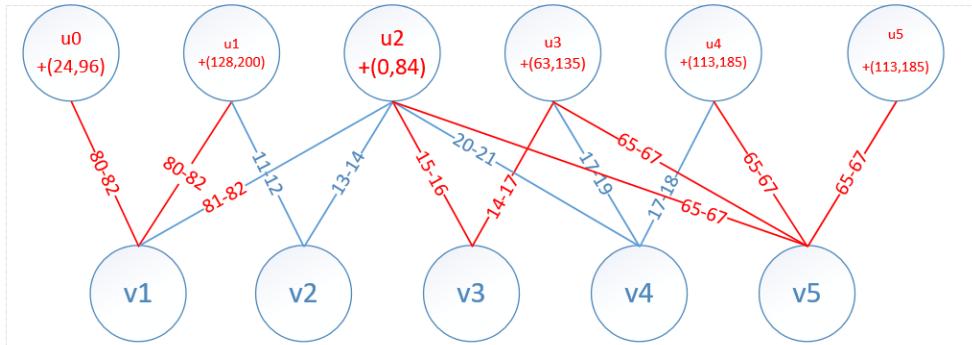 u0
+(24,96)
u1
+(128,200)
u2
+(0,84)
u3
+(63,135)
u4
+(113,185)
u5
+(113,185)
80-82
80-82
81-82
11-12
13-14
15-16
14-17
20-21
17-19
17-18
65-67
65-67
65-67
65-67
v1
v2
v3
v4
v5